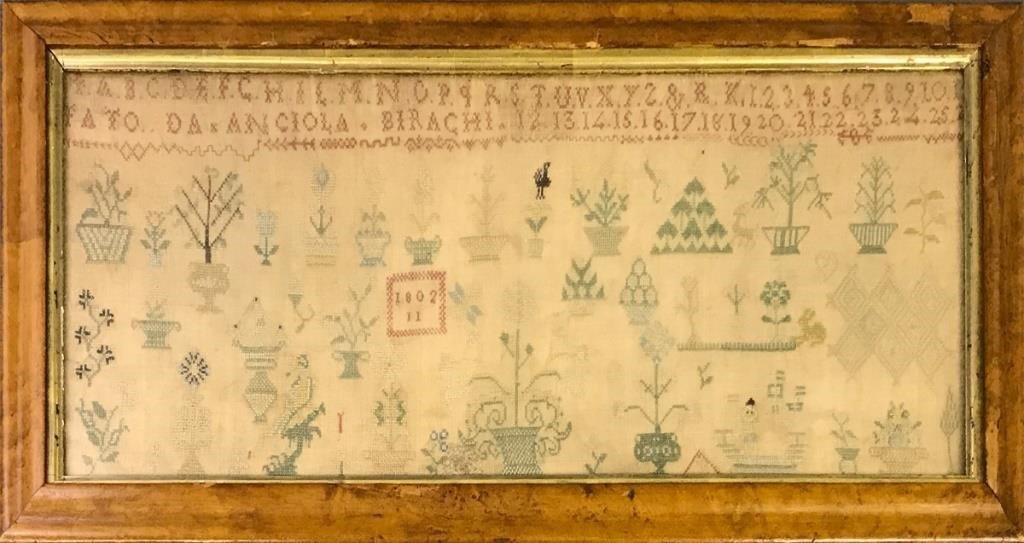 A.B.C.D.E.F.G.H.I.L.M.N.O.P.Q.R.S.T.U.V.X.Y.Z.&.R.K.1.2.3.4.5.6.7.8.9.10.
FATO. DA × ANGIOLA . BIRAGHI. 12.13.14.15.16.17.18.19 20.21.22.23.24.25.2
1802
11